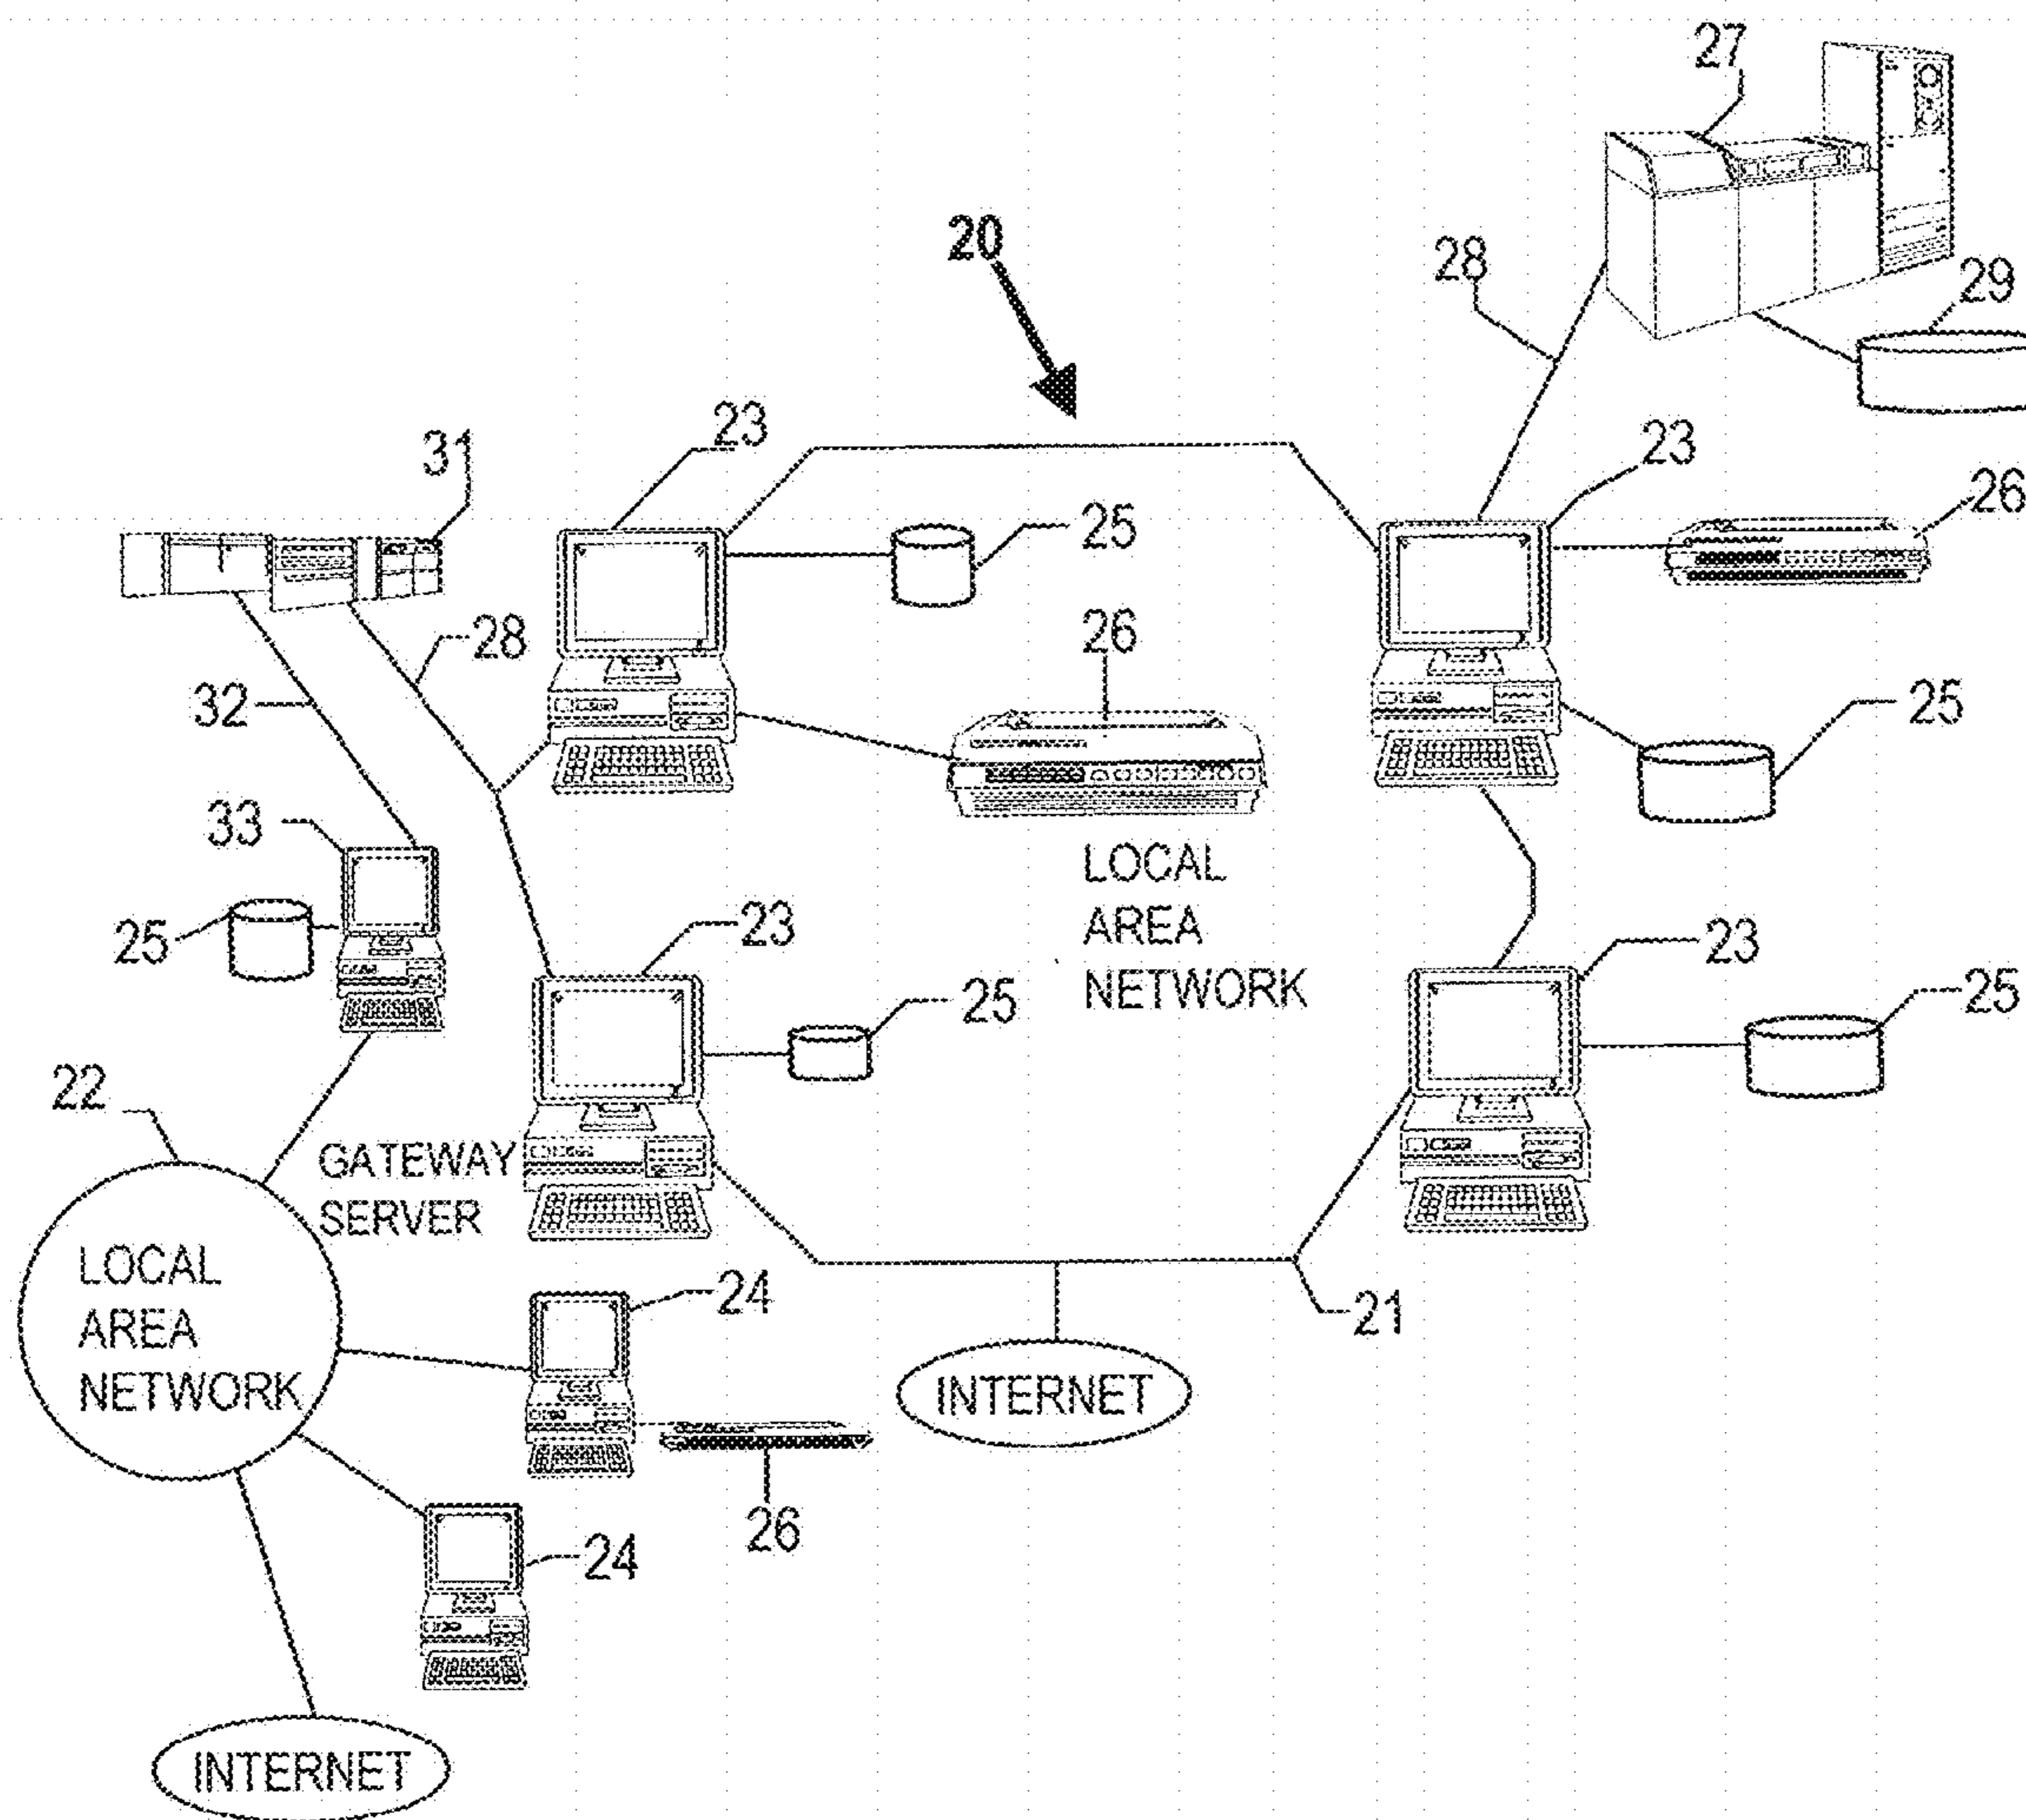 27
20
28
29
23
31
23
26
25
28
26
32
25
33
LOCAL
AREA
NETWORK
25
23
23
25
25
22
GATEWAY
SERVER
LOCAL
AREA
NETWORK
24
21
INTERNET
26
24
INTERNET